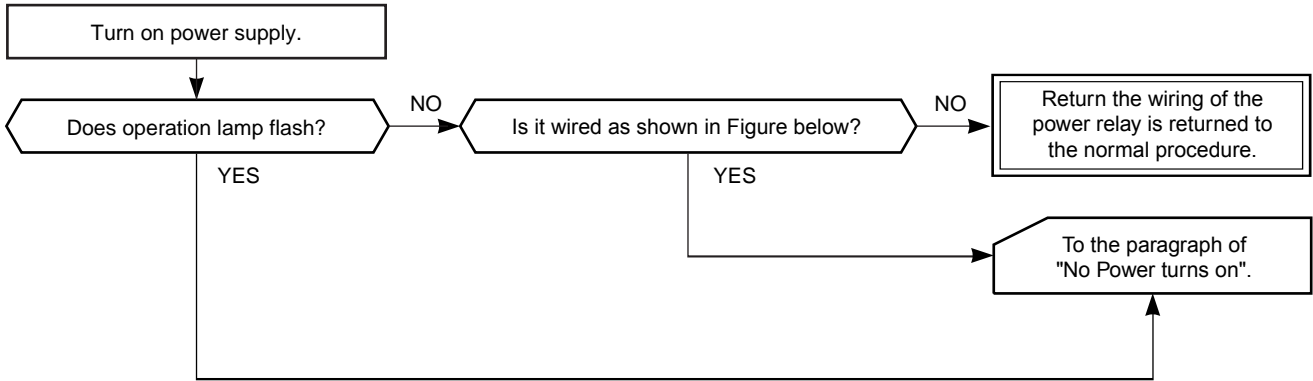 Turn on power supply.
Does operation lamp flash?
NO
Is it wired as shown in Figure below?
NO
Return the wiring of the
power relay is returned to
the normal procedure.
YES
YES
To the paragraph of
"No Power turns on".